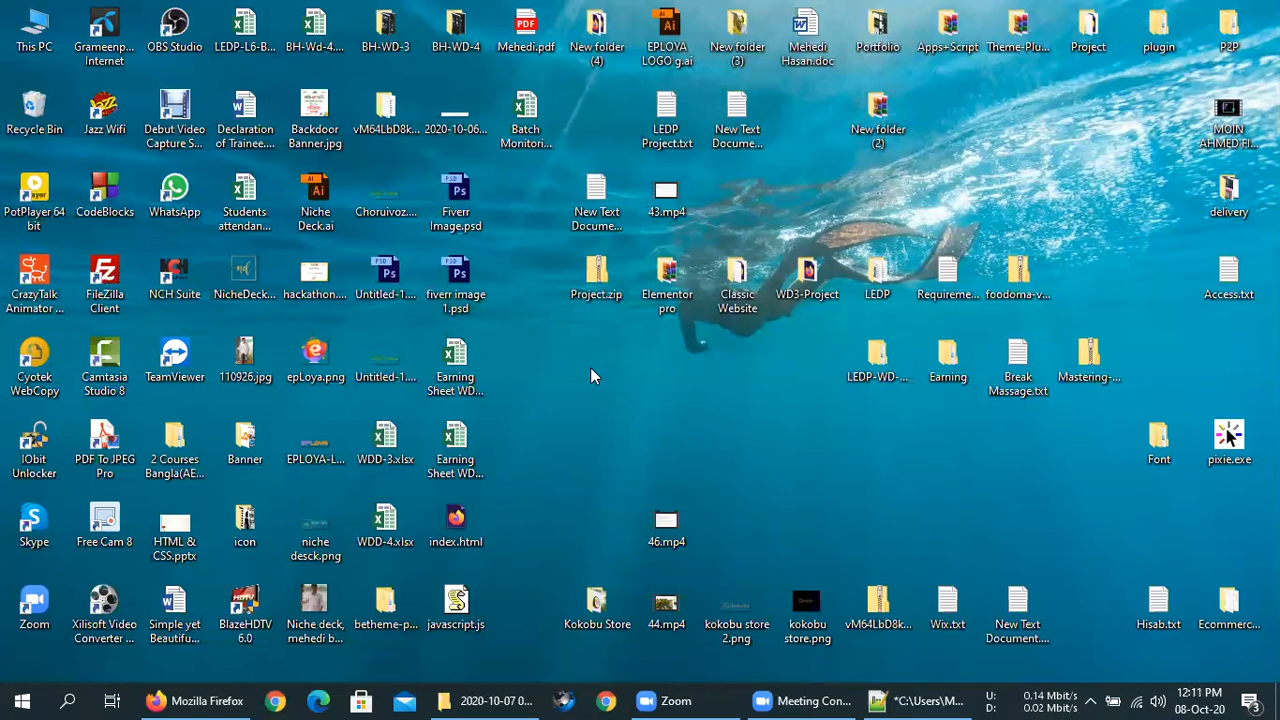 This PC
Grameenp... Internet
OBS Studio
LEDP-L6-B...
BH-Wd-4....
BH-WD-3
BH-WD-4
Mehedi.pdf
New folder (4)
EPLOYA LOGO g.ai
New folder (3)
Mehedi Hasan.doc
Portfolio
Apps+Script
Theme-Plu...
Project
plugin
P2P
Recycle Bin
Jazz Wifi
Debut Video Capture S...
Declaration of Trainee....
Backdoor Banner.jpg
vM64LbD8k...
2020-10-06...
Batch Monitori...
LEDP Project.txt
New Text Docume...
New folder (2)
MOIN AHMED FI...
PotPlayer 64 bit
CodeBlocks
WhatsApp
Students attendan...
Niche Deck.ai
Choruivoz....
Fiverr Image.psd
New Text Docume...
43.mp4
delivery
CrazyTalk Animator ...
FileZilla Client
NCH Suite
NicheDeck...
hackathon....
Untitled-1....
fiverr image 1.psd
Project.zip
Elementor pro
Classic Website
WD3-Project
LEDP
Requireme...
foodoma-v...
Access.txt
Cyotek WebCopy
Camtasia Studio 8
TeamViewer
110926.jpg
epLoya.png
Untitled-1....
Earning Sheet WD...
LEDP-WD-...
Earning
Break Massage.txt
Mastering-...
IObit Unlocker
PDF To JPEG Pro
2 Courses Bangla(AE...
Banner
EPLOYA-L...
WDD-3.xlsx
Earning Sheet WD...
Font
pixie.exe
Skype
Free Cam 8
HTML & CSS.pptx
icon
niche desck.png
WDD-4.xlsx
index.html
46.mp4
Zoom
Xilisoft Video Converter ...
Simple yet Beautifu...
BlazeHDTV 6.0
Niche deck, mehedi b...
betheme-p...
javascript.js
Kokobu Store
44.mp4
kokobu store 2.png
kokobu store.png
vM64LbD8k...
Wix.txt
New Text Document....
Hisab.txt
Ecommerc...
Mozilla Firefox
2020-10-07 0...
Zoom
Meeting Con...
*C:\Users\M...
U: 0.14 Mbit/s
D: 0.02 Mbit/s
12:11 PM
08-Oct-20
3